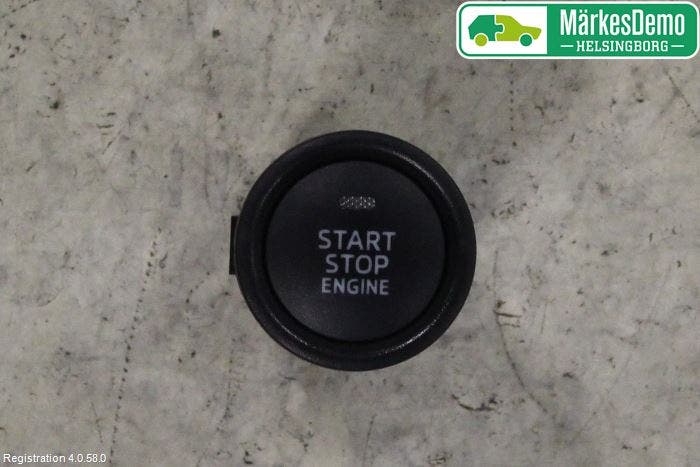 MärkesDemo
HELSINGBORG
START
STOP
ENGINE
Registration 4.0.58.0